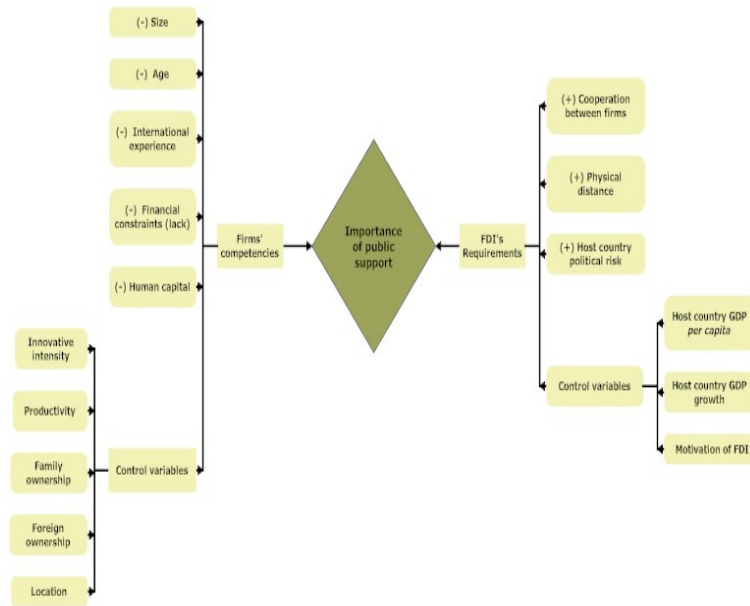 (-) Size
(-) Age
(-) International
experience
(-) Financial
constraints (lack)
(-) Human capital
Firms'
competencies
Importance
of public
support
FDI's
Requirements
(+) Cooperation
between firms
(+) Physical
distance
(+) Host country
political risk
Control variables
Host country GDP
per capita
Host country GDP
growth
Motivation of FDI
Control variables
Innovative
intensity
Productivity
Family
ownership
Foreign
ownership
Location